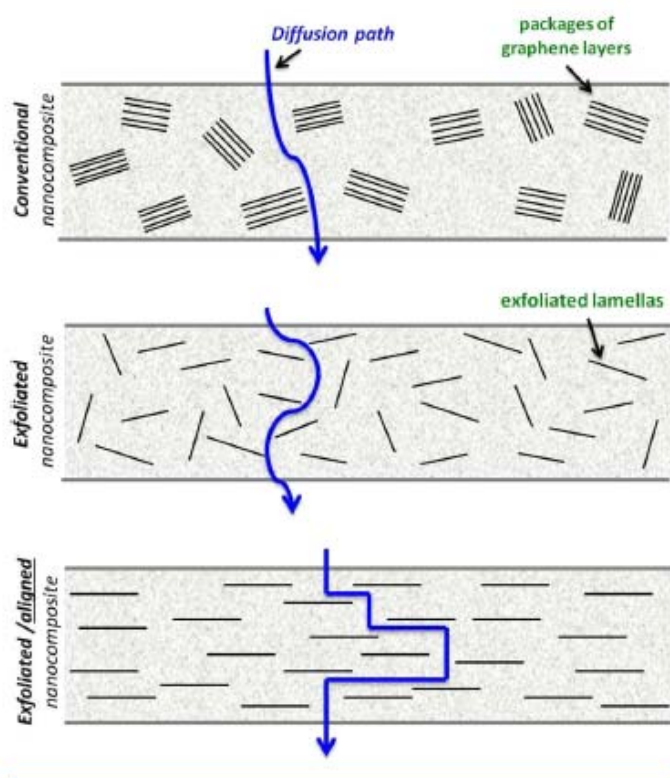 Diffusion path
packages of
graphene layers
Conventional
nanocomposite
exfoliated lamellas
Exfoliated
nanocomposite
Exfoliated /aligned
nanocomposite